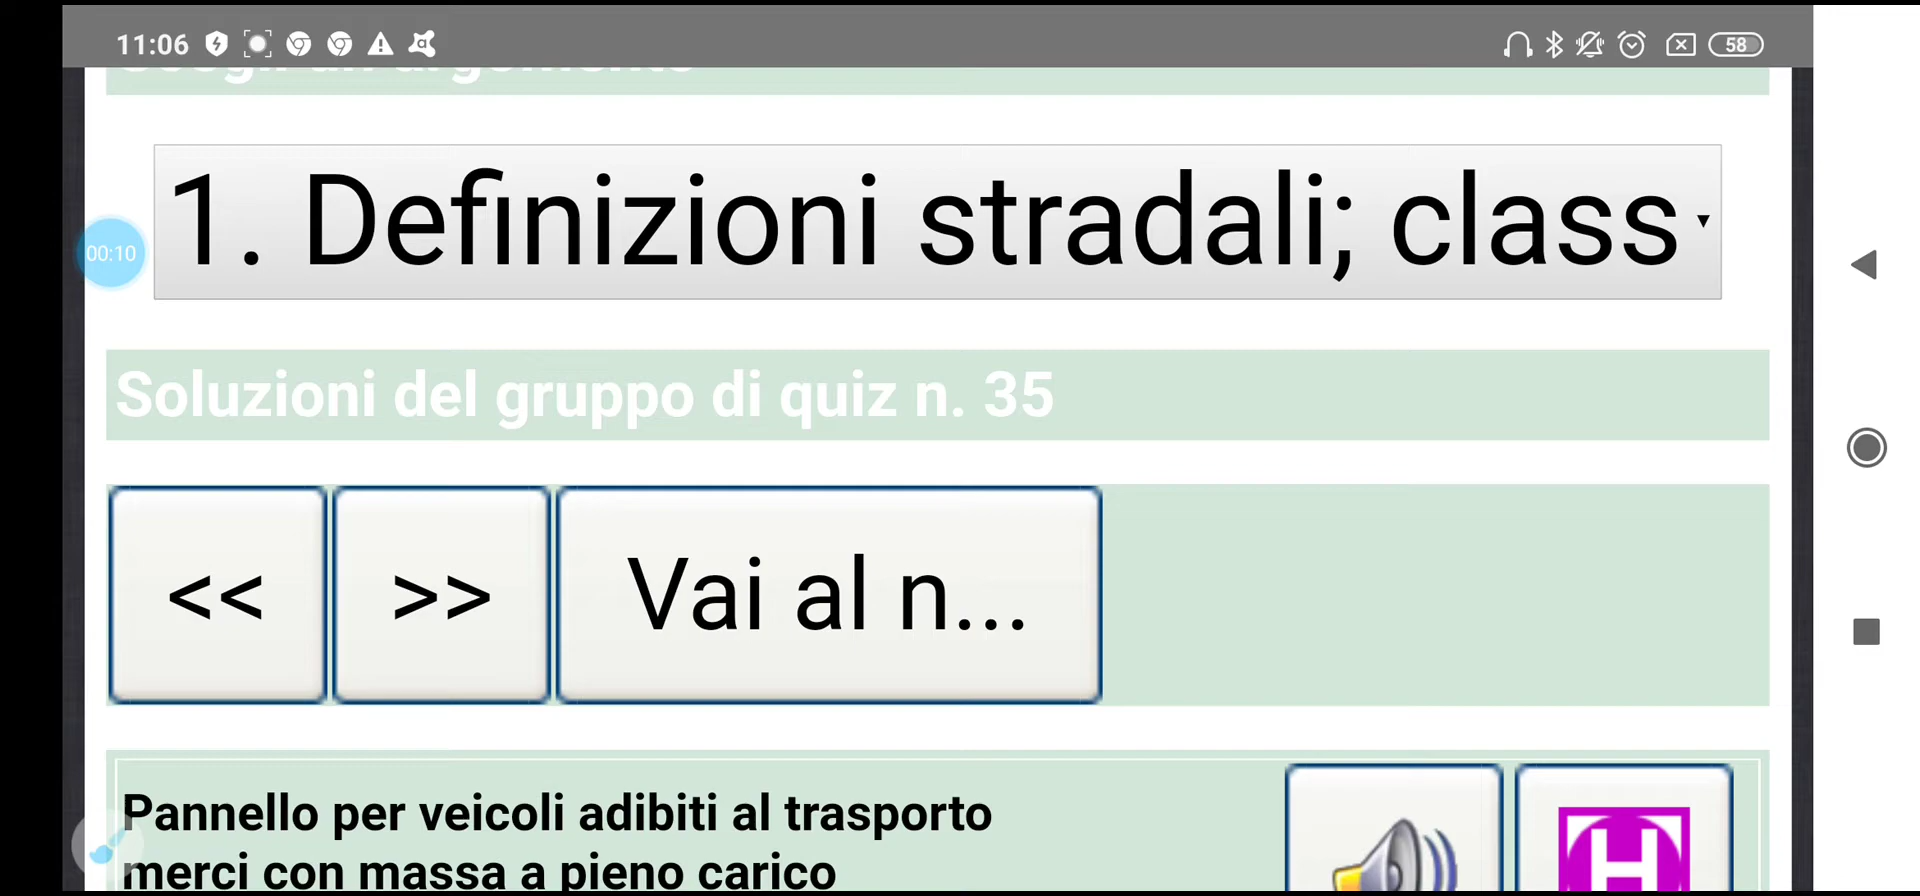 11:06
58
1. Definizioni stradali; class
00:10
Soluzioni del gruppo di quiz n. 35
<< >> Vai al n...
Pannello per veicoli adibiti al trasporto
merci con massa a pieno carico
H